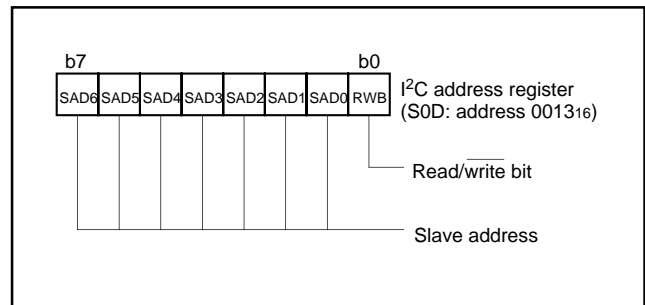 b7 b0
SAD6 SAD5 SAD4 SAD3 SAD2 SAD1 SAD0 RWB
I²C address register
(S0D: address 0013₁₆)
Read/w̅r̅i̅t̅e̅ bit
Slave address